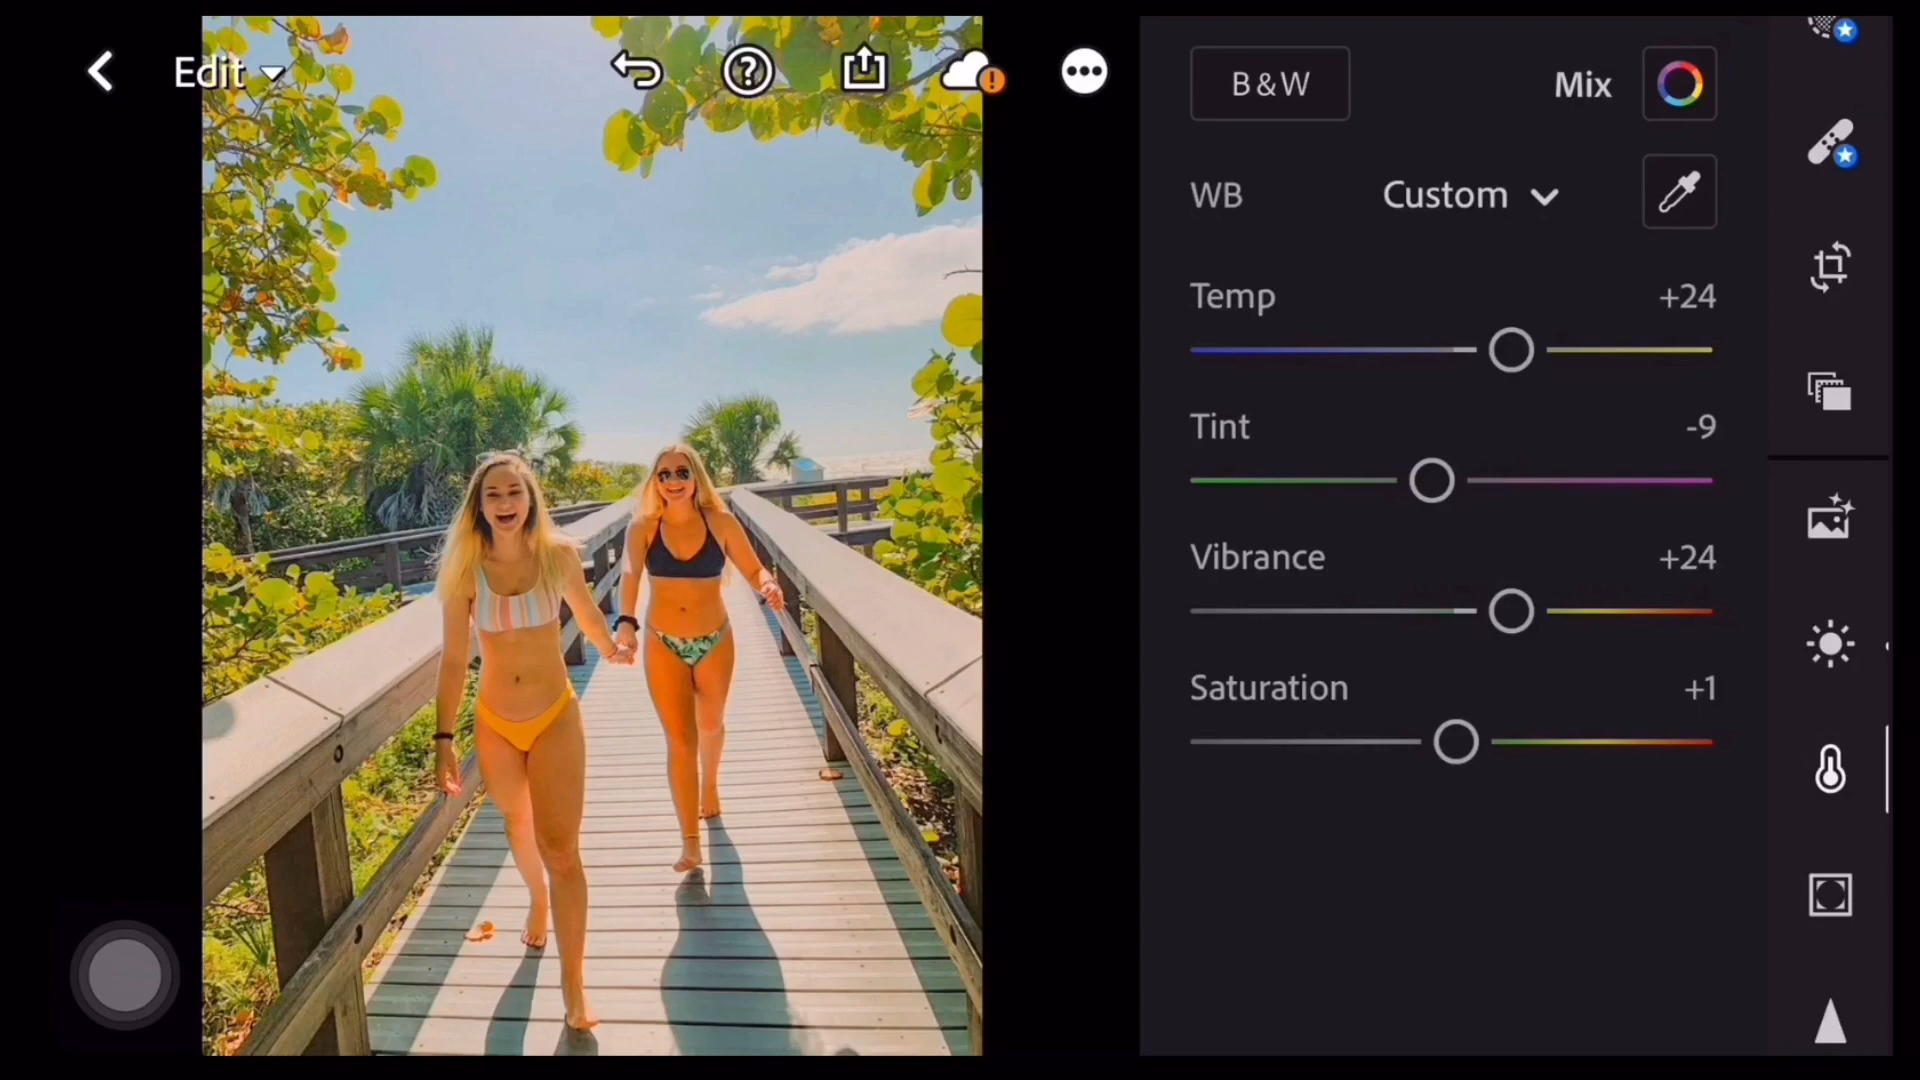 Edit
B&W
Mix
WB
Custom
Temp
+24
Tint
-9
Vibrance
+24
Saturation
+1